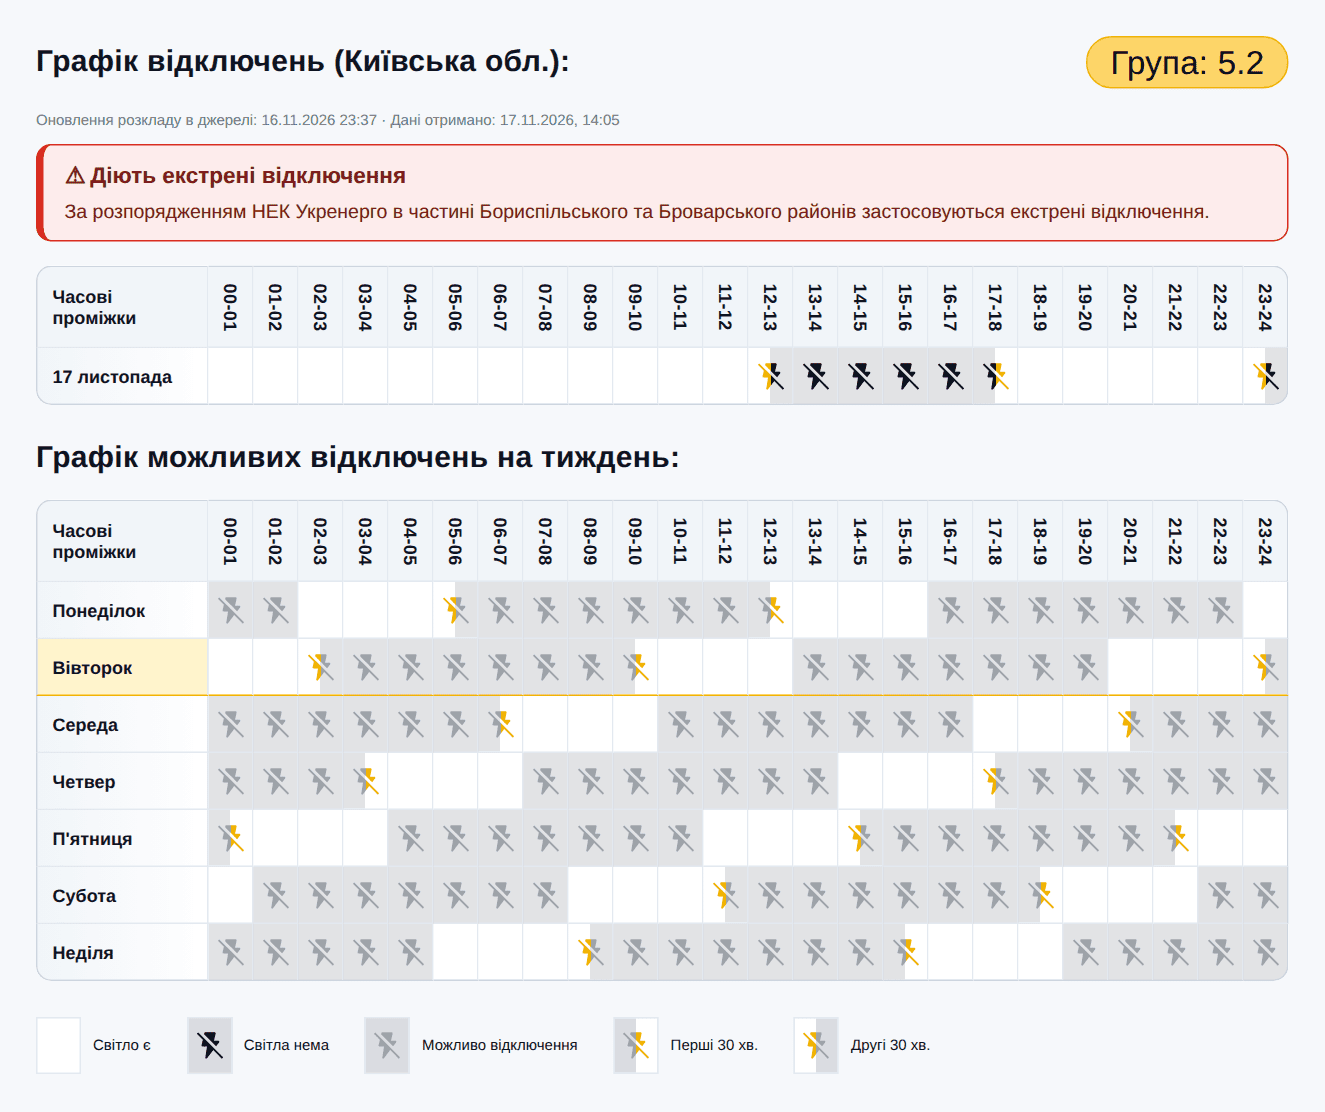 Графік відключень (Київська обл.):
Група: 5.2
Оновлення розкладу в джерелі: 16.11.2026 23:37 · Дані отримано: 17.11.2026, 14:05
⚠ Діють екстрені відключення
За розпорядженням НЕК Укренерго в частині Бориспільського та Броварського районів застосовуються екстрені відключення.
Часові проміжки 00-01 01-02 02-03 03-04 04-05 05-06 06-07 07-08 08-09 09-10 10-11 11-12 12-13 13-14 14-15 15-16 16-17 17-18 18-19 19-20 20-21 21-22 22-23 23-24
17 листопада
Графік можливих відключень на тиждень:
Часові проміжки 00-01 01-02 02-03 03-04 04-05 05-06 06-07 07-08 08-09 09-10 10-11 11-12 12-13 13-14 14-15 15-16 16-17 17-18 18-19 19-20 20-21 21-22 22-23 23-24
Понеділок
Вівторок
Середа
Четвер
П'ятниця
Субота
Неділя
Світло є Світла нема Можливо відключення Перші 30 хв. Другі 30 хв.